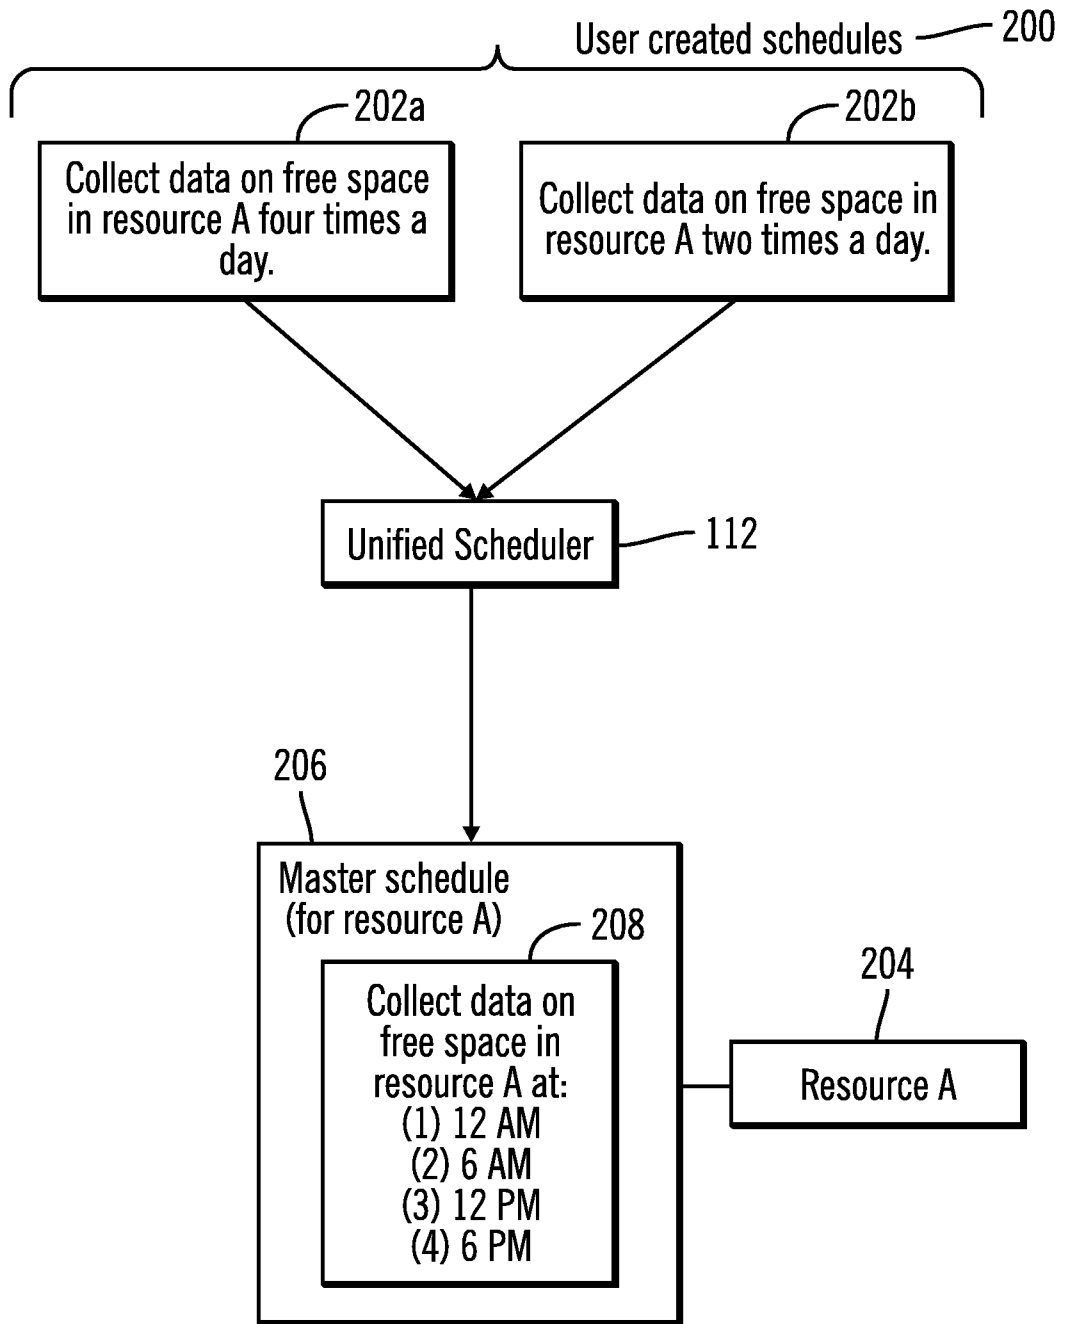 User created schedules
200
202a
202b
Collect data on free space
in resource A four times a
day.
Collect data on free space in
resource A two times a day.
Unified Scheduler
112
206
Master schedule
(for resource A)
208
Collect data on
free space in
resource A at:
(1) 12 AM
(2) 6 AM
(3) 12 PM
(4) 6 PM
204
Resource A